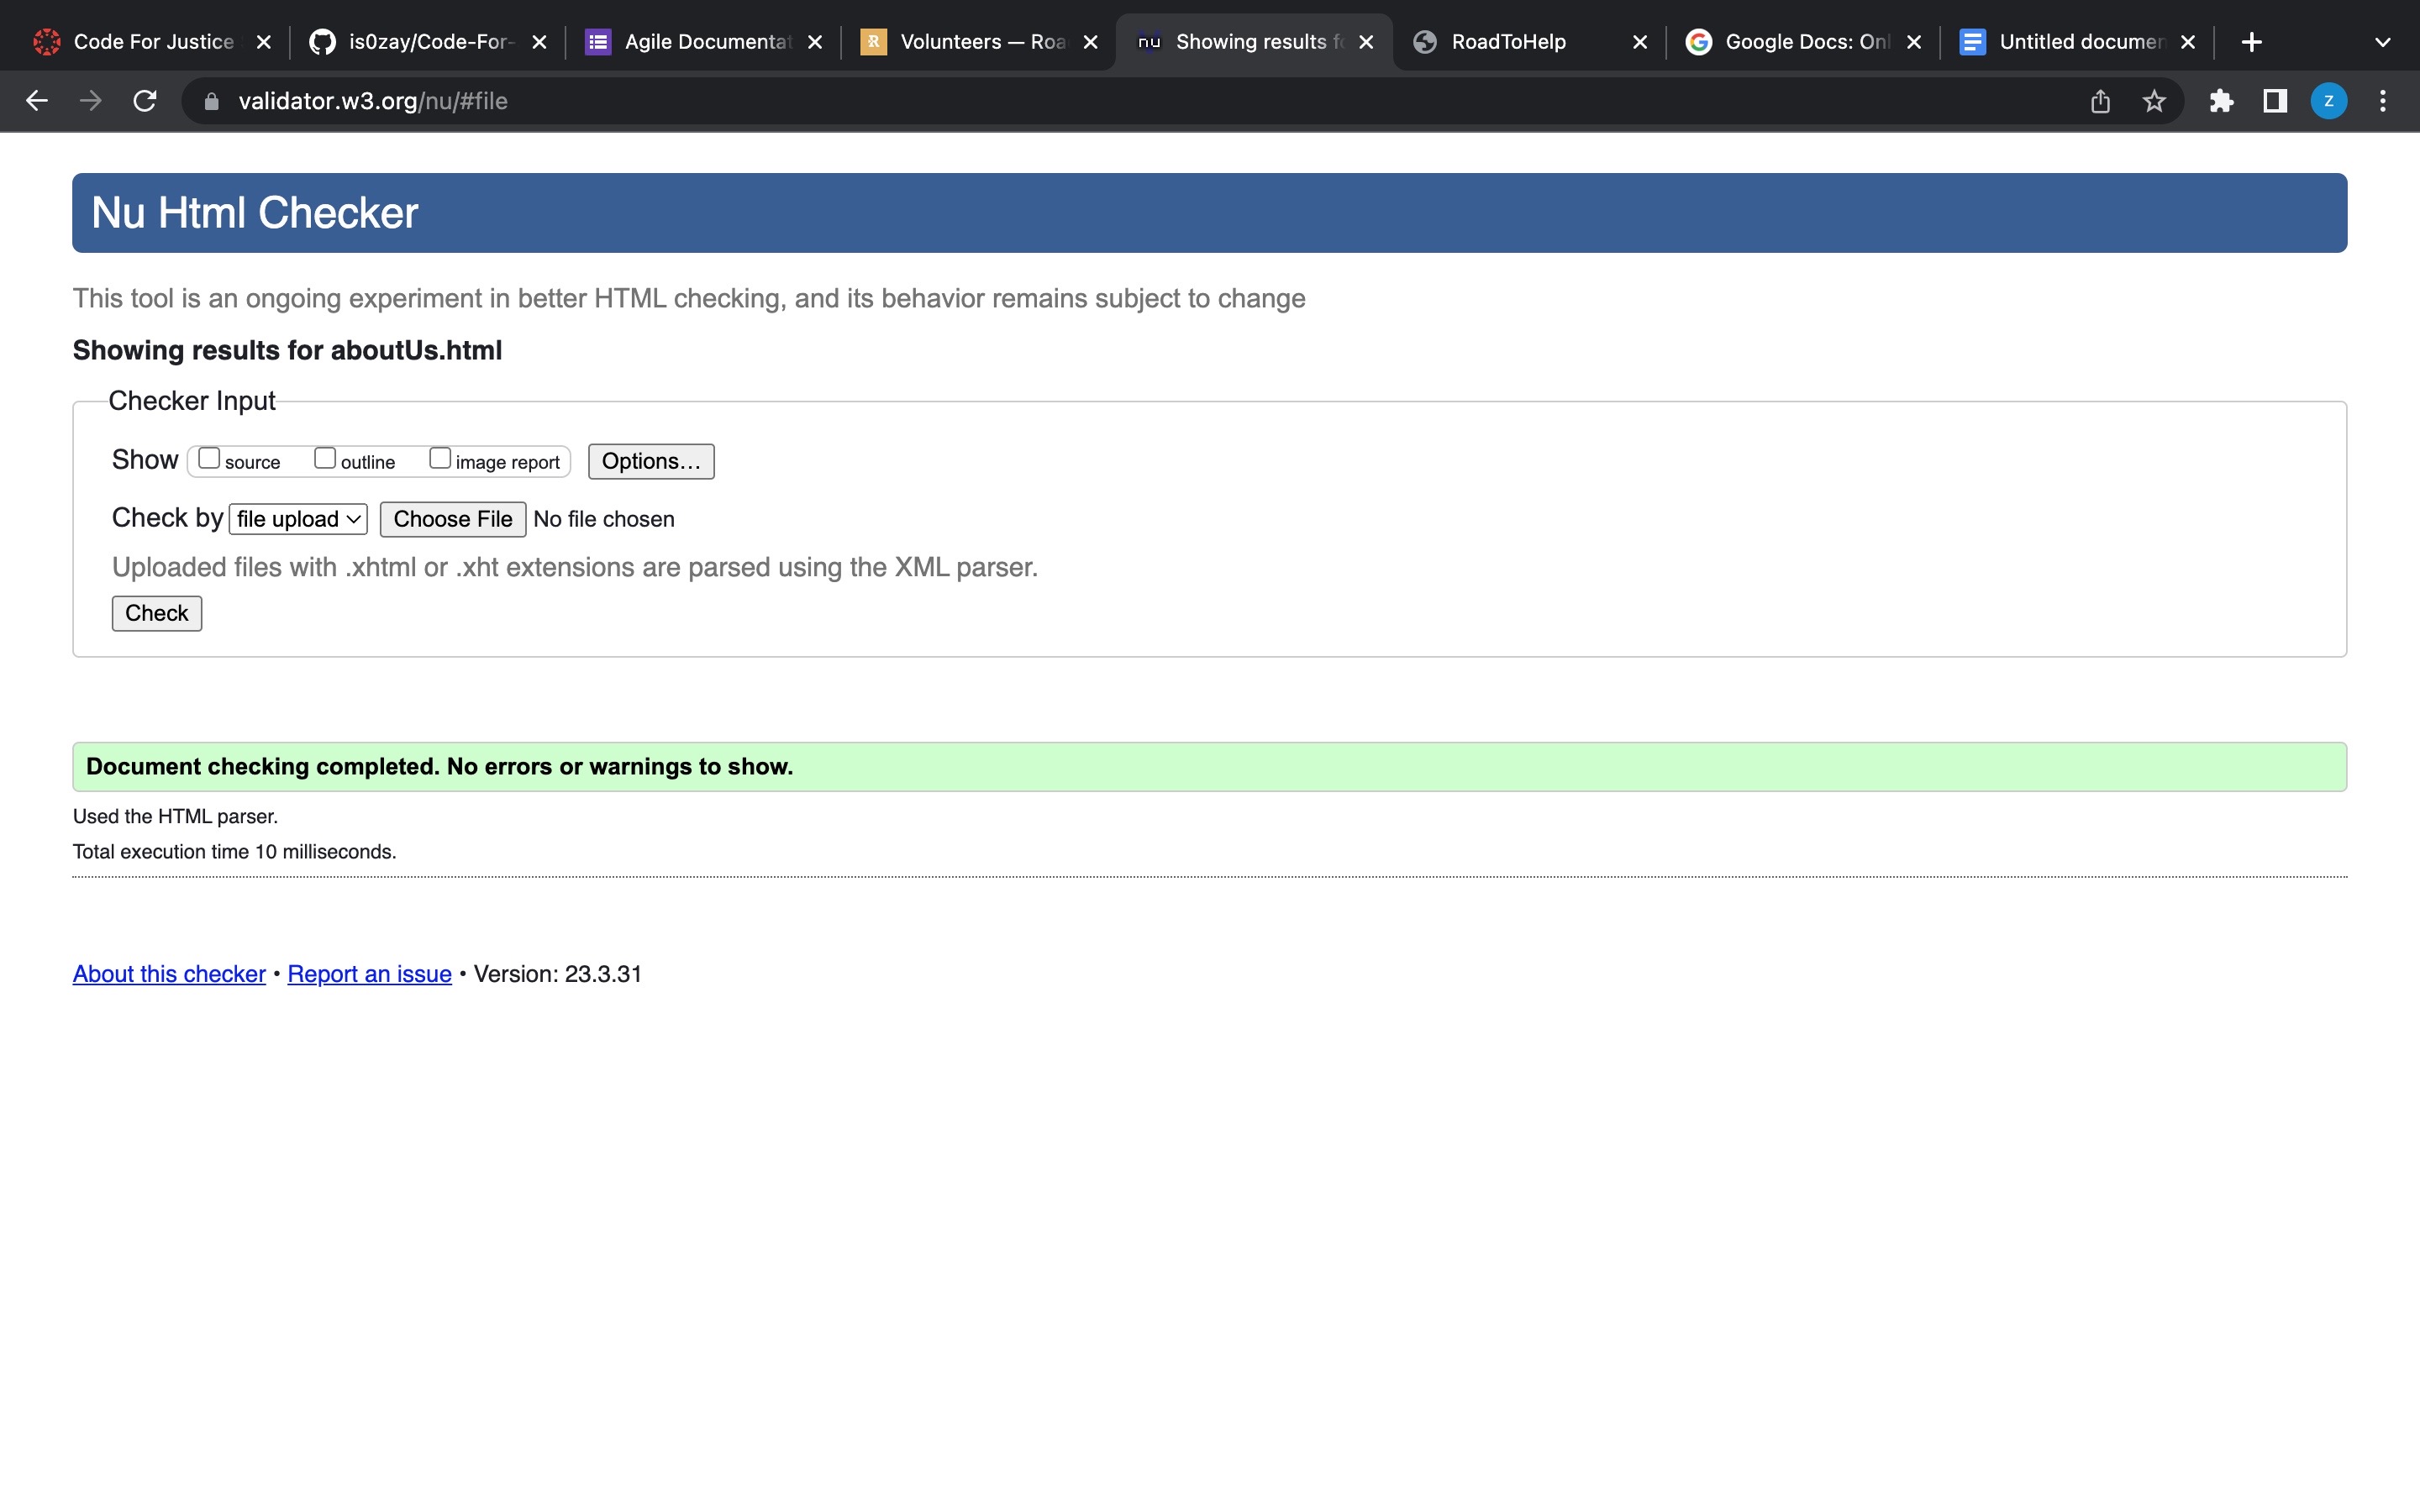 Code For Justice
is0zay/Code-For-
Agile Documentat
Volunteers — Roa
nu Showing results fo
RoadToHelp
Google Docs: Onl
Untitled documen
validator.w3.org/nu/#file
Z
Nu Html Checker
This tool is an ongoing experiment in better HTML checking, and its behavior remains subject to change
Showing results for aboutUs.html
Checker Input
Show source outline image report Options...
Check by file upload Choose File No file chosen
Uploaded files with .xhtml or .xht extensions are parsed using the XML parser.
Check
Document checking completed. No errors or warnings to show.
Used the HTML parser.
Total execution time 10 milliseconds.
About this checker • Report an issue • Version: 23.3.31